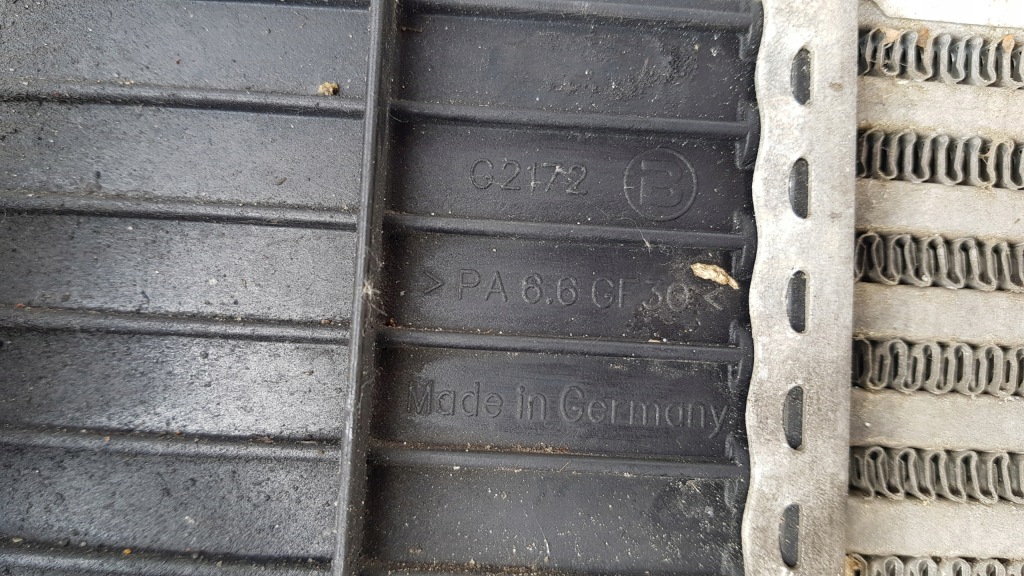 G2172 B
>PA 6.6 GF30<
Made in Germany